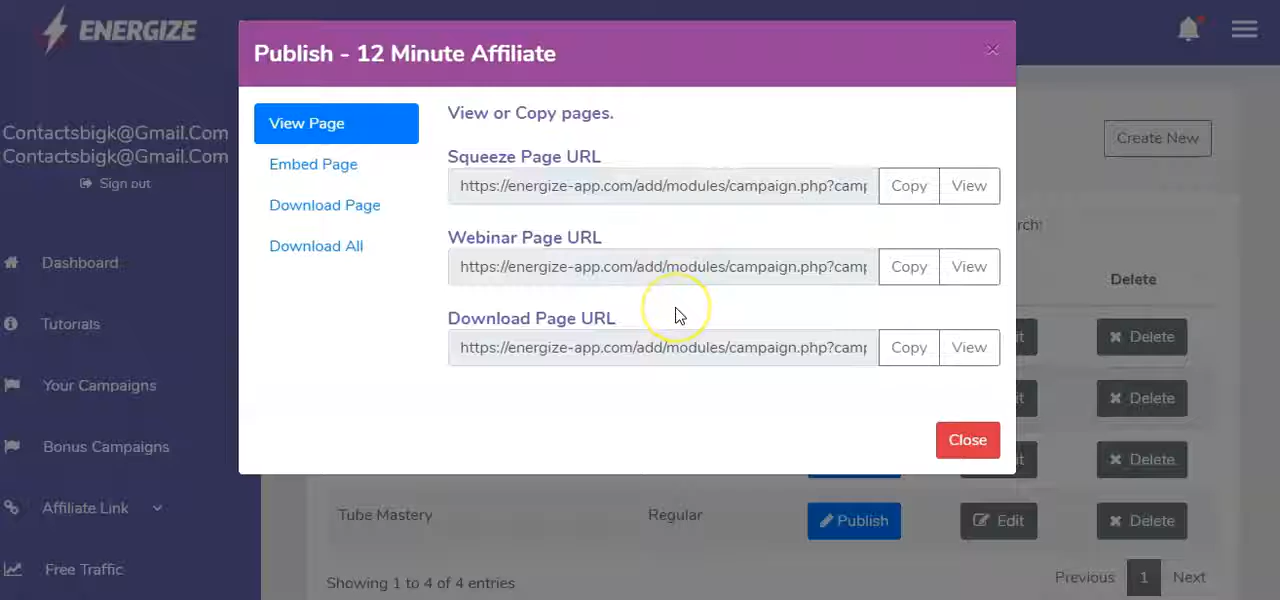 ENERGIZE
Publish - 12 Minute Affiliate
×
Contactsbigk@Gmail.Com
Contactsbigk@Gmail.Com
Sign out
Dashboard
Tutorials
Your Campaigns
Bonus Campaigns
Affiliate Link
Free Traffic
View Page
Embed Page
Download Page
Download All
View or Copy pages.
Squeeze Page URL
https://energize-app.com/add/modules/campaign.php?camp Copy View
Webinar Page URL
https://energize-app.com/add/modules/campaign.php?camp Copy View
Download Page URL
https://energize-app.com/add/modules/campaign.php?camp Copy View
Close
Create New
rch:
Delete
it Delete
it Delete
it Delete
Tube Mastery Regular Publish Edit Delete
Showing 1 to 4 of 4 entries
Previous 1 Next